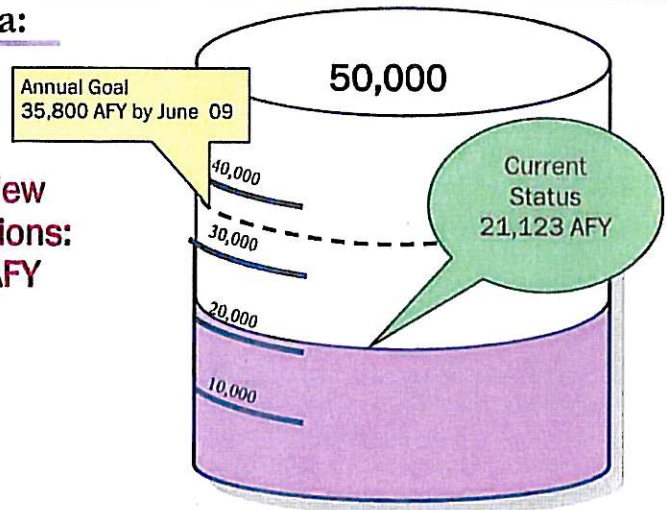 a:
50,000
Annual Goal
35,800 AFY by June 09
40,000
Current
Status
21,123 AFY
ew
ions:
AFY
30,000
20,000
10,000